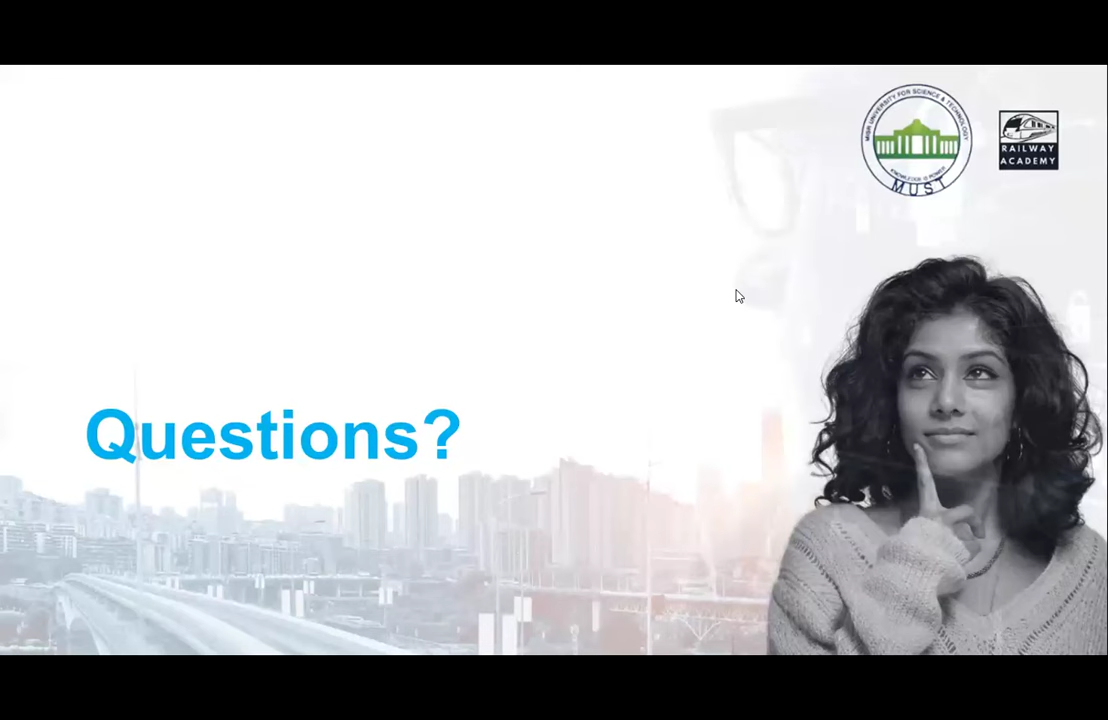 MISR UNIVERSITY FOR SCIENCE & TECHNOLOGY
KNOWLEDGE IS POWER
MUST
RAILWAY
ACADEMY
Questions?